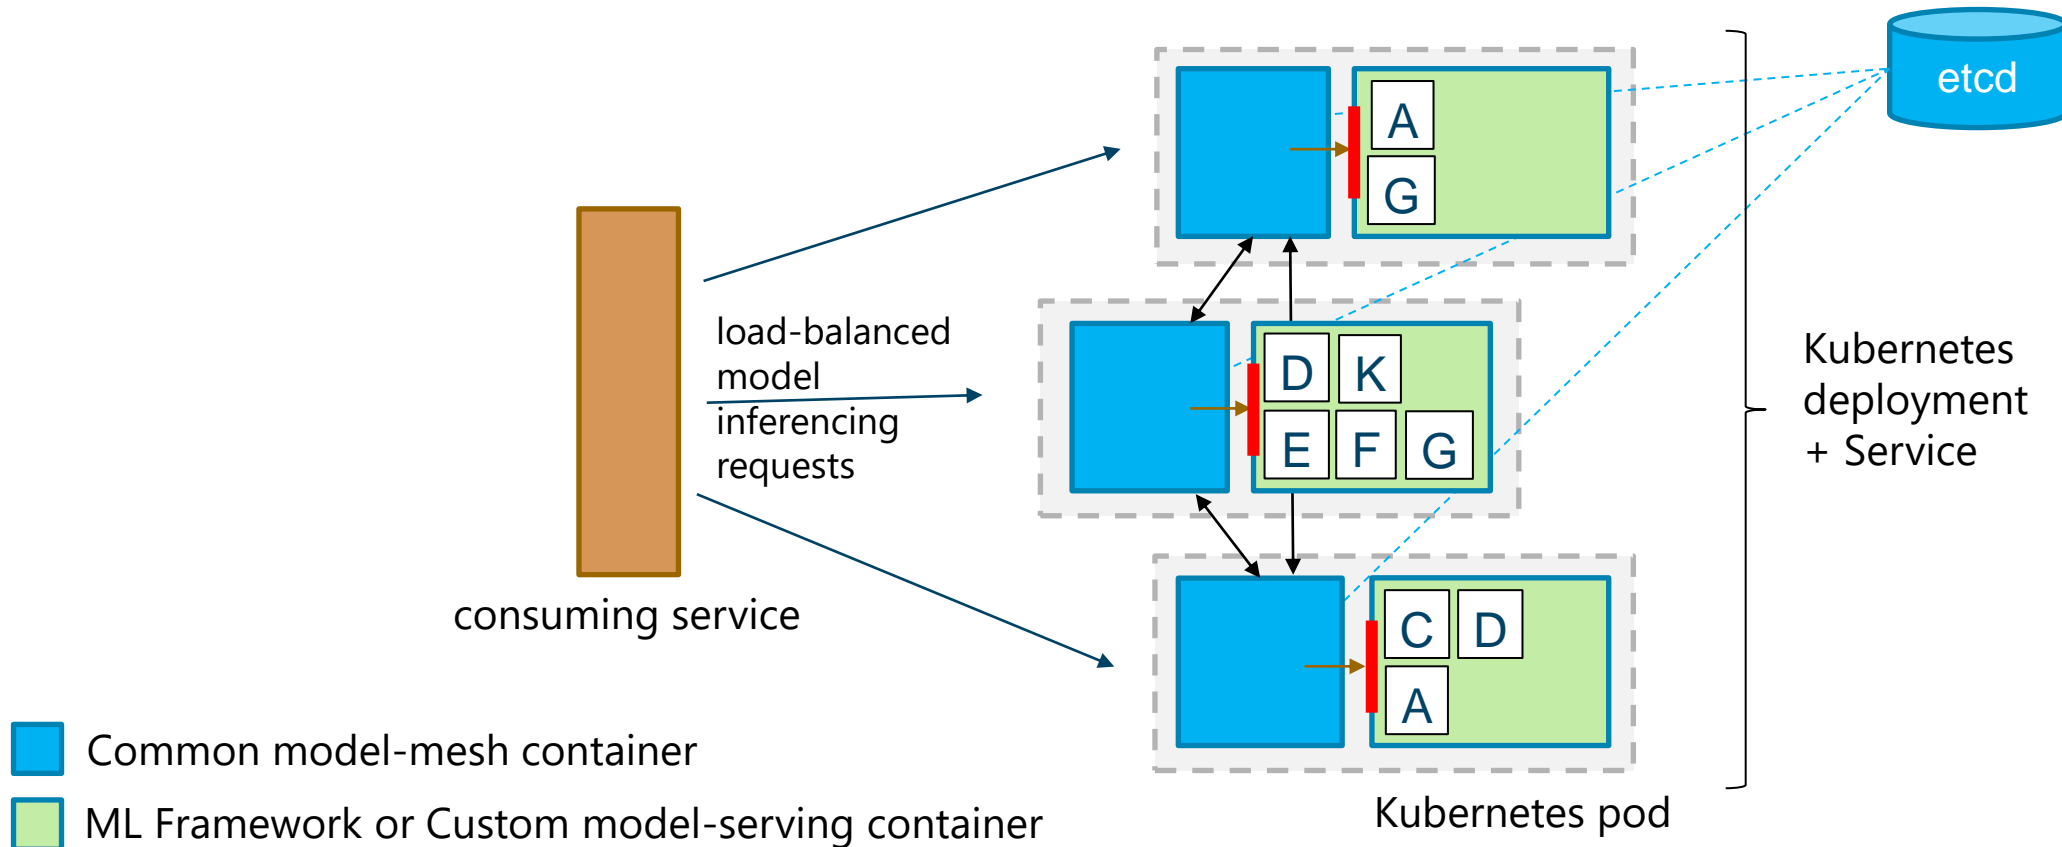 etcd
A
G
load-balanced
model
inferencing
requests
D K
E F G
Kubernetes
deployment
+ Service
consuming service
C D
A
Common model-mesh container
Kubernetes pod
ML Framework or Custom model-serving container